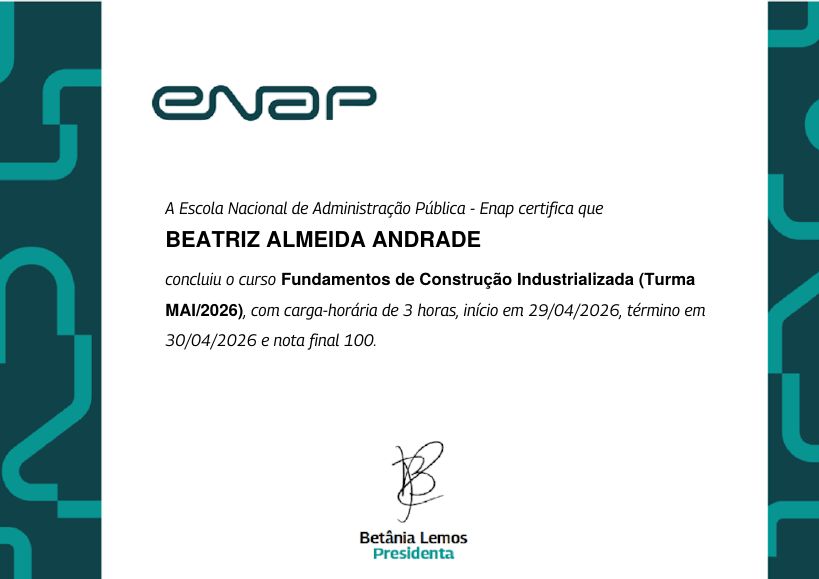 enap
A Escola Nacional de Administração Pública - Enap certifica que
BEATRIZ ALMEIDA ANDRADE
concluiu o curso Fundamentos de Construção Industrializada (Turma
MAI/2026), com carga-horária de 3 horas, início em 29/04/2026, término em
30/04/2026 e nota final 100.
Betânia Lemos
Presidenta